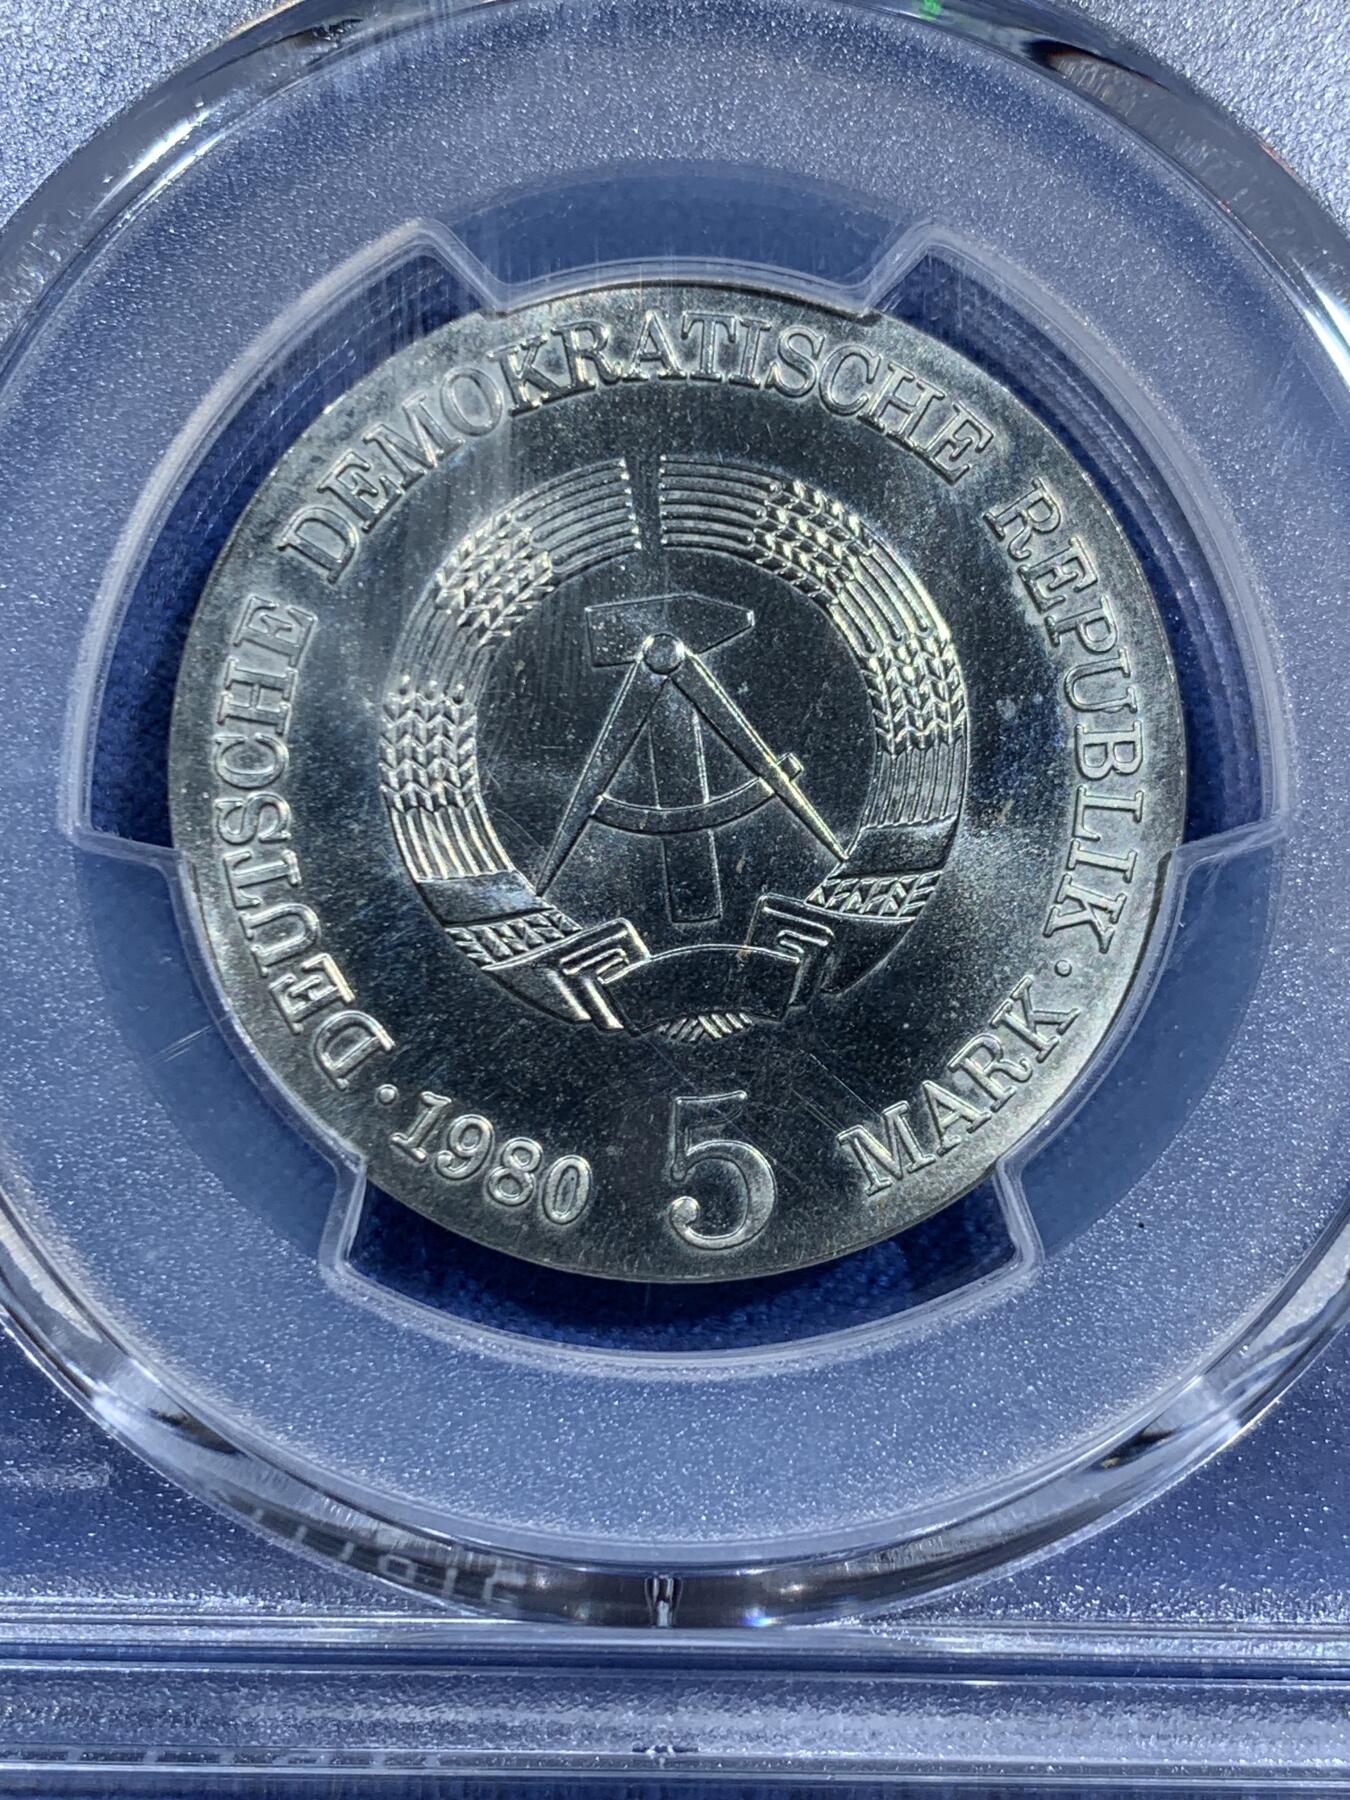 DEUTSCHE DEMOKRATISCHE REPUBLIK · 5 MARK · 1980